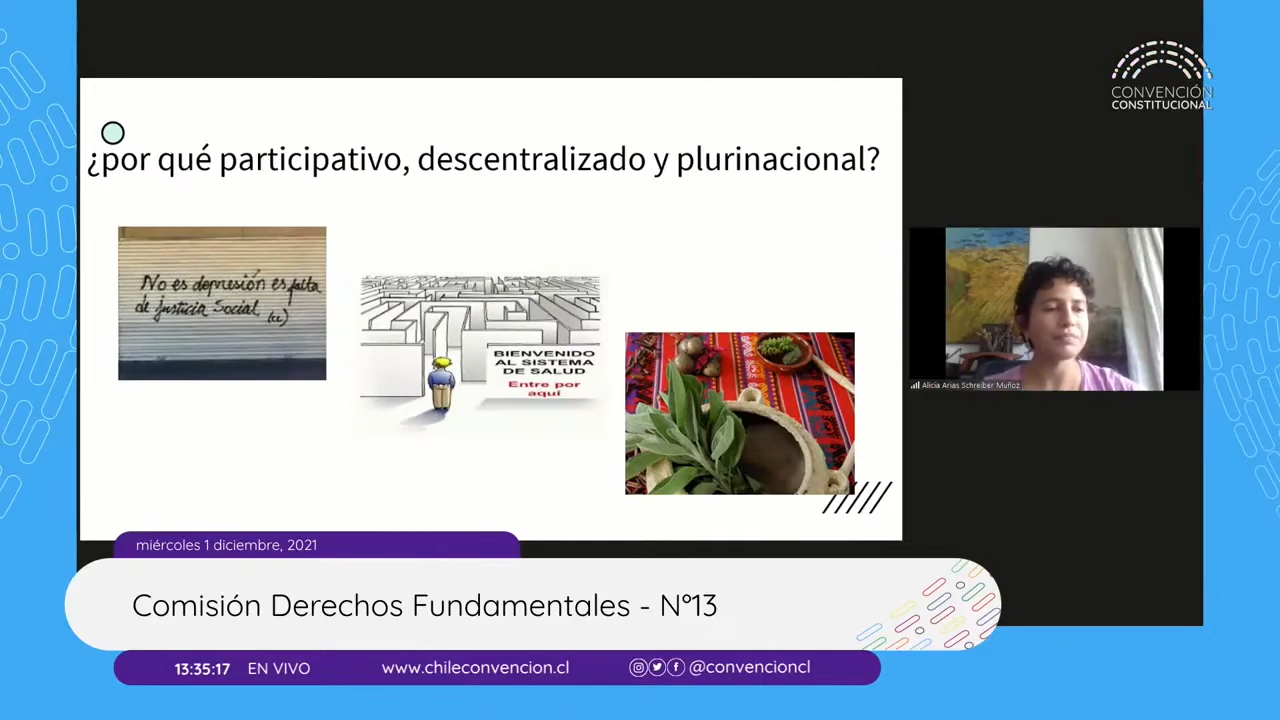 CONVENCIÓN
CONSTITUCIONAL
¿por qué participativo, descentralizado y plurinacional?
No es depresión es falta
de justicia social
BIENVENIDO
AL SISTEMA
DE SALUD
Entre por
aquí
Alicia Arias Schreiber Muñoz
miércoles 1 diciembre, 2021
Comisión Derechos Fundamentales - N°13
13:35:17 EN VIVO www.chileconvencion.cl @convencioncl